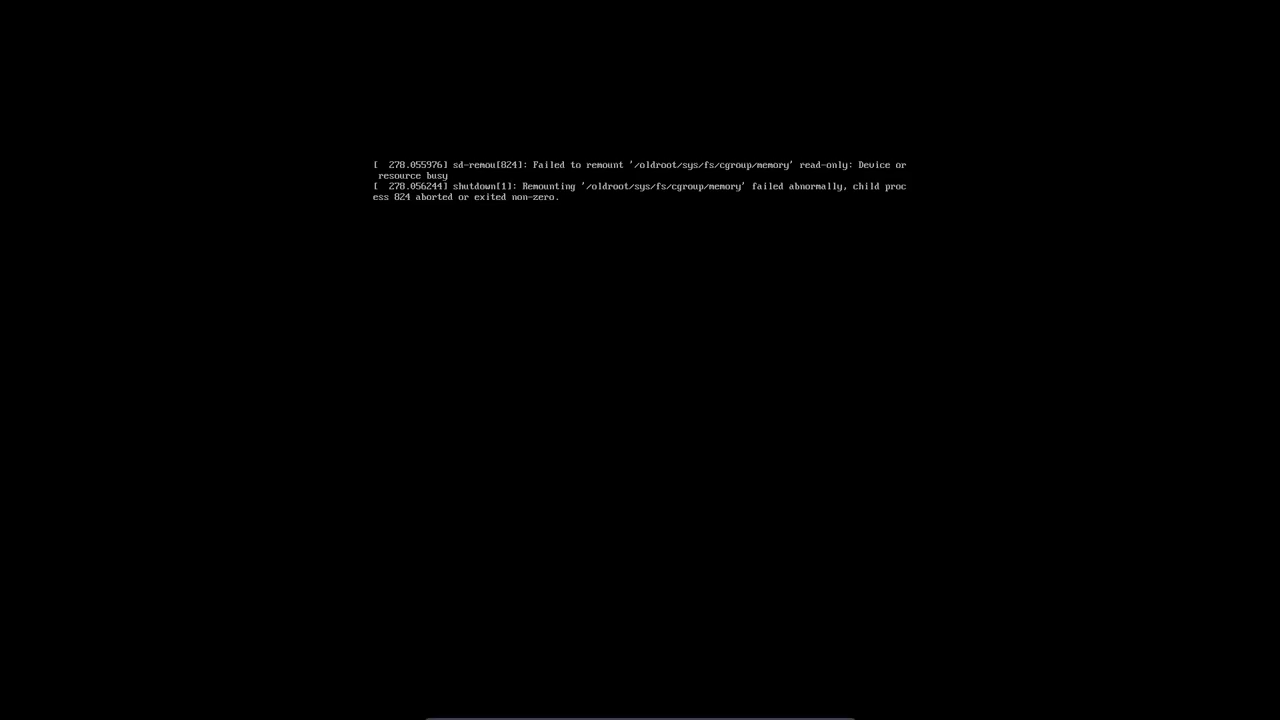 [  278.055976] sd-remou[824]: Failed to remount '/oldroot/sys/fs/cgroup/memory' read-only: Device or
 resource busy
[  278.056244] shutdown[1]: Remounting '/oldroot/sys/fs/cgroup/memory' failed abnormally, child proc
ess 824 aborted or exited non-zero.